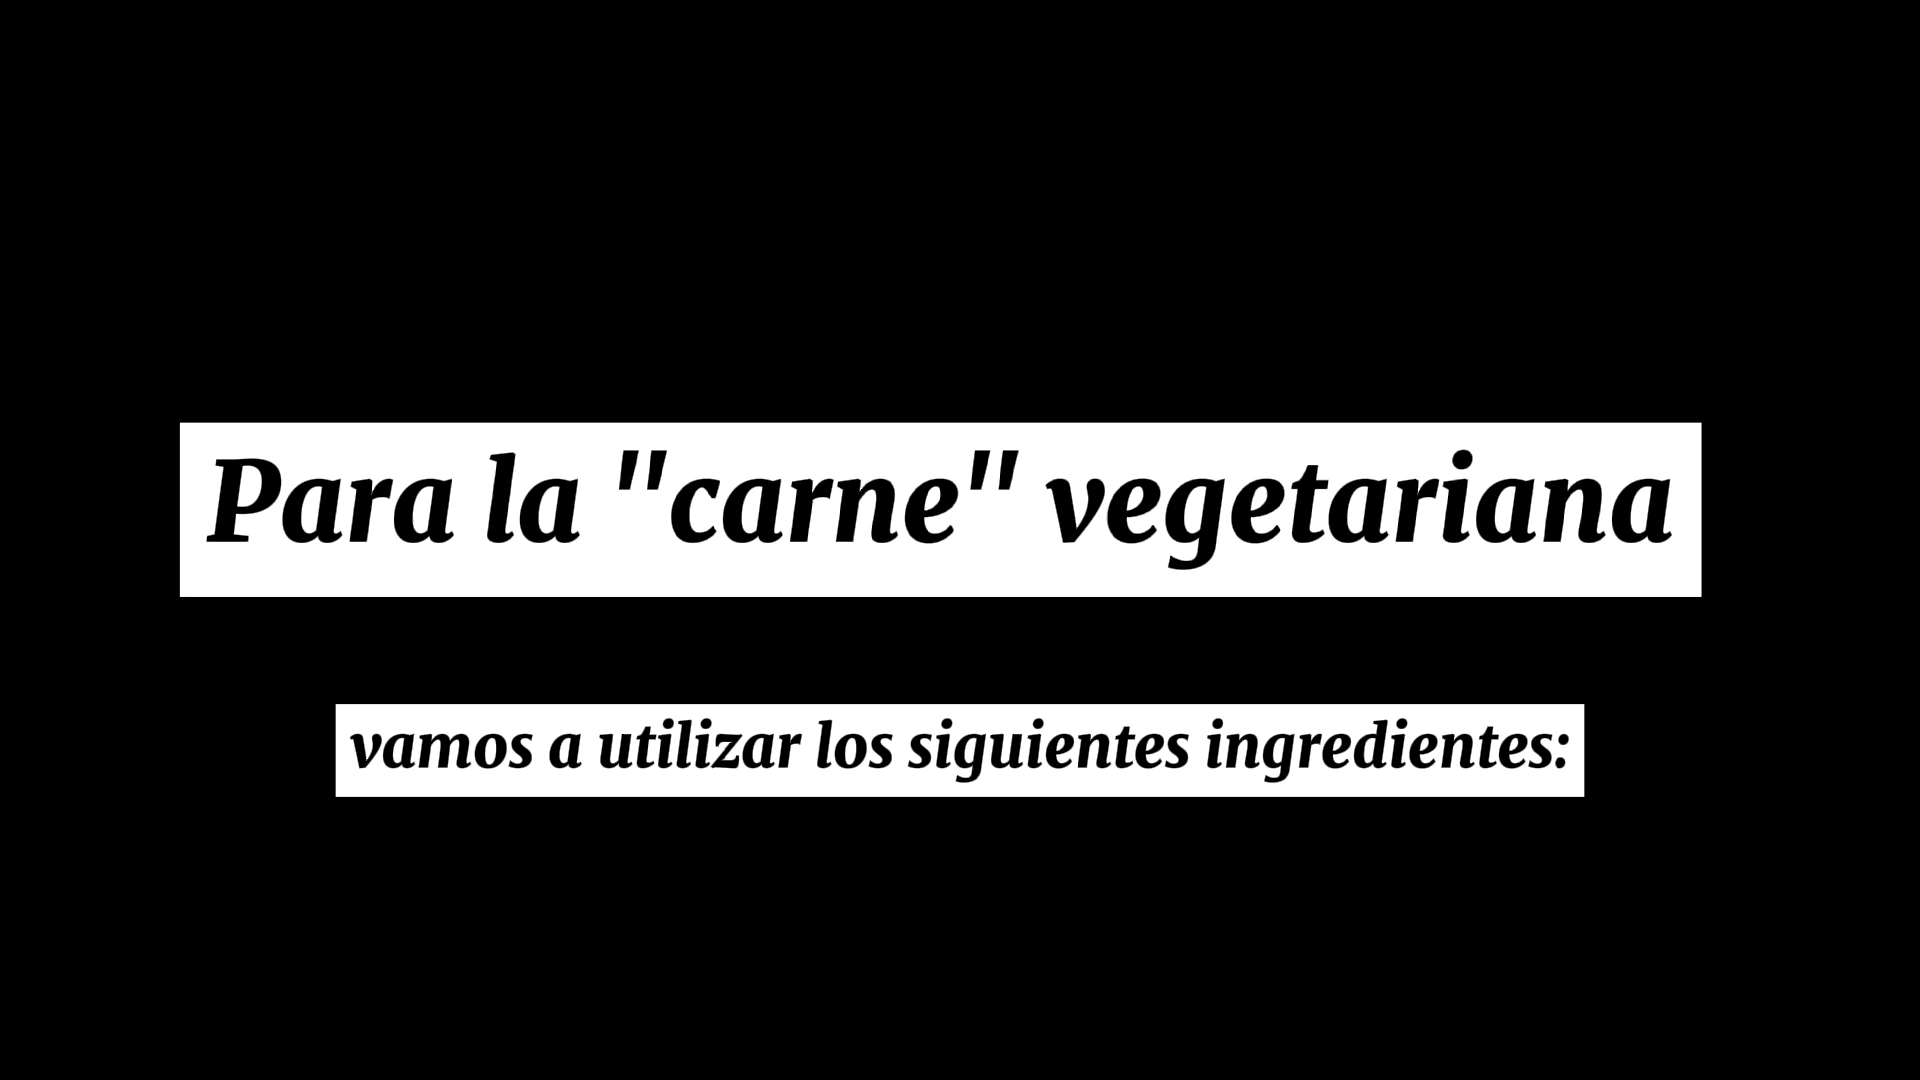 Para la "carne" vegetariana
vamos a utilizar los siguientes ingredientes: